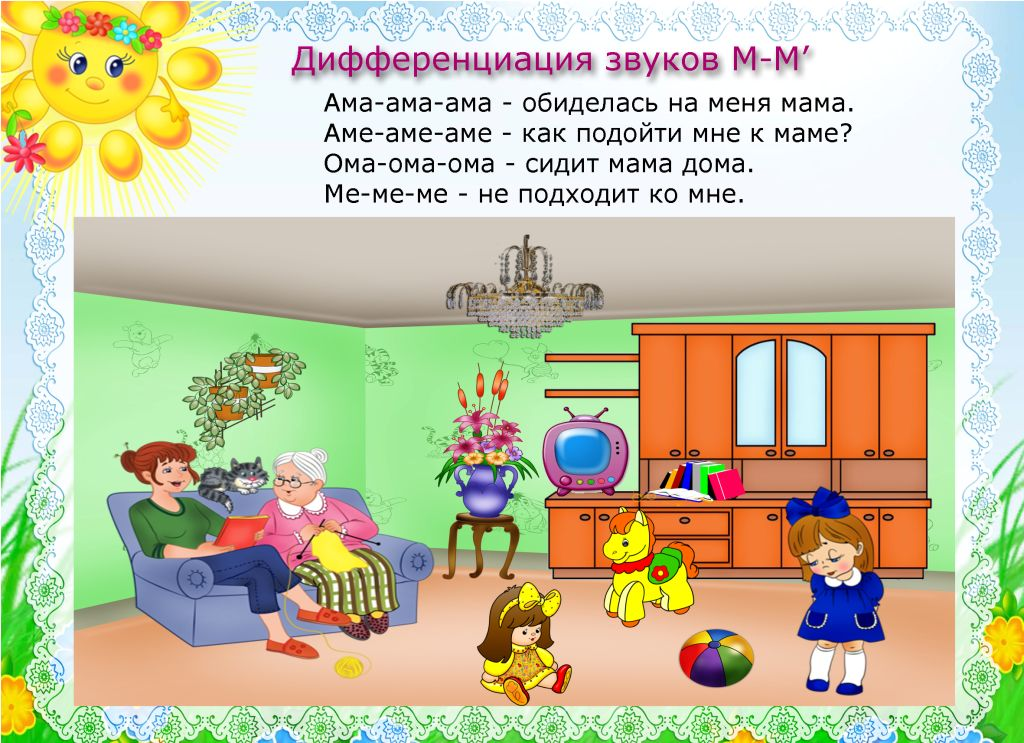 Дифференциация звуков М-М’
Ама-ама-ама - обиделась на меня мама.
Аме-аме-аме - как подойти мне к маме?
Ома-ома-ома - сидит мама дома.
Ме-ме-ме - не подходит ко мне.